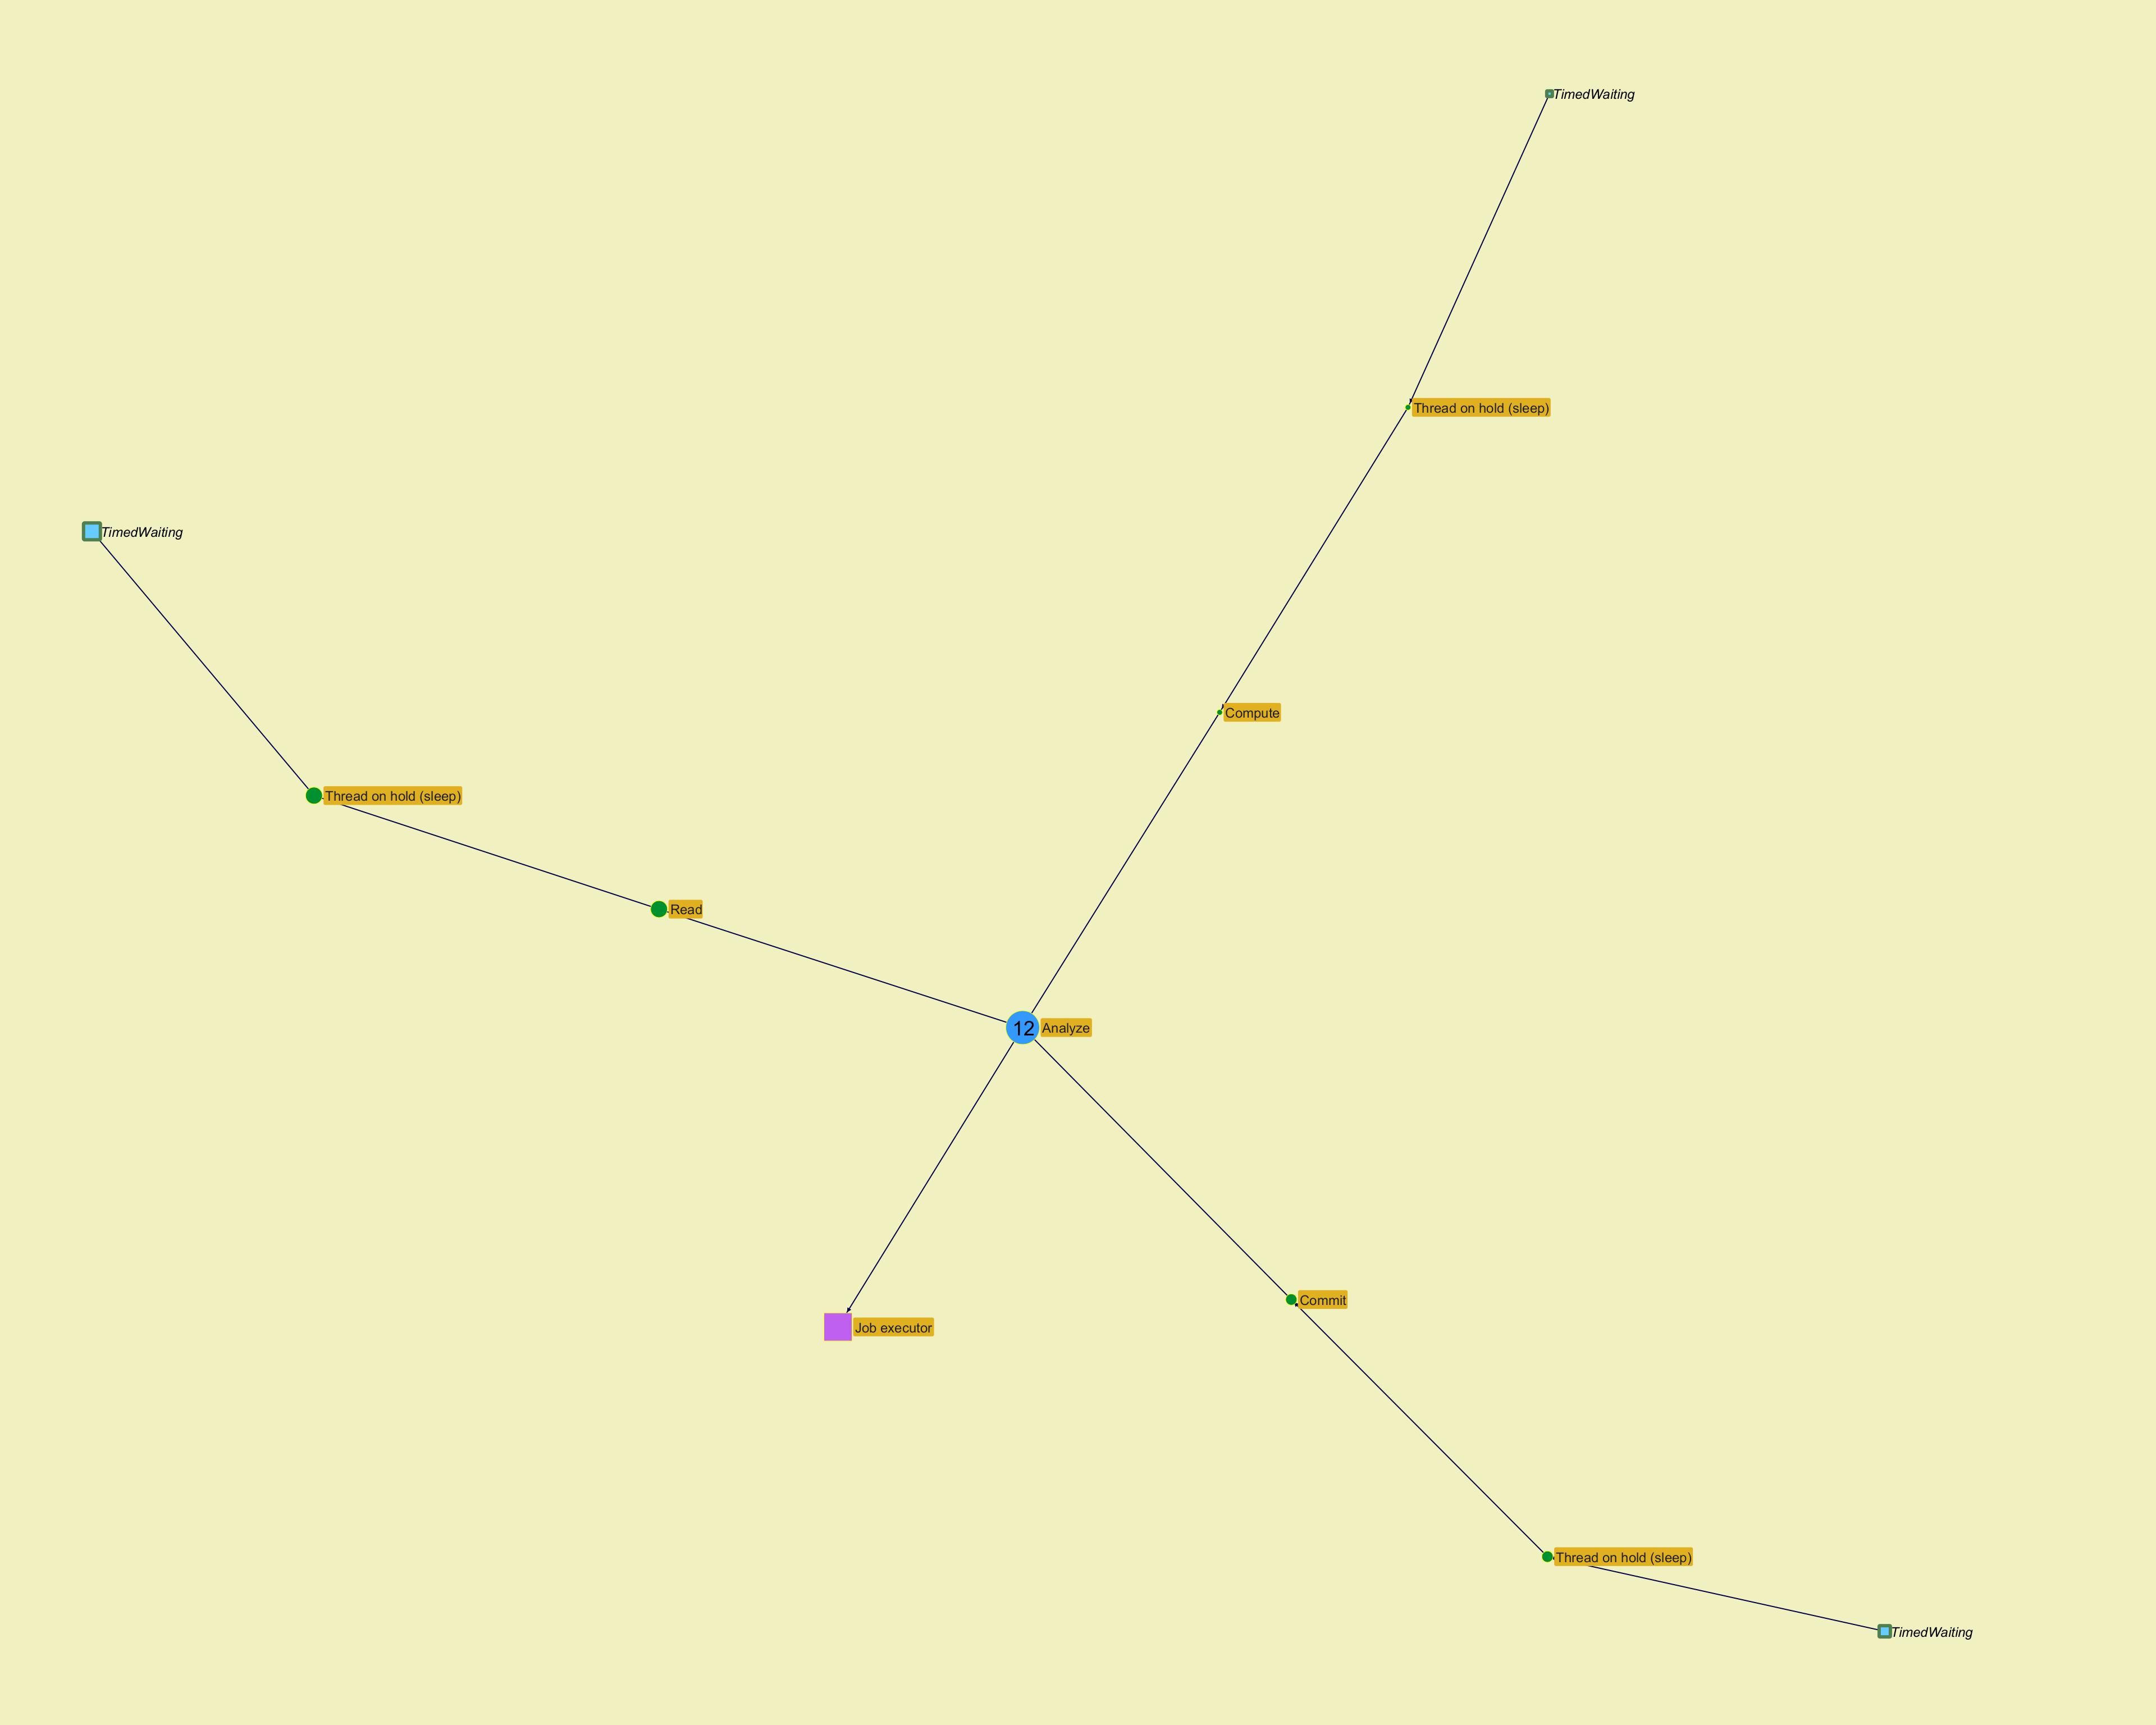 TimedWaiting
Thread on hold (sleep)
TimedWaiting
Compute
Thread on hold (sleep)
Read
12 Analyze
Commit
Job executor
Thread on hold (sleep)
TimedWaiting